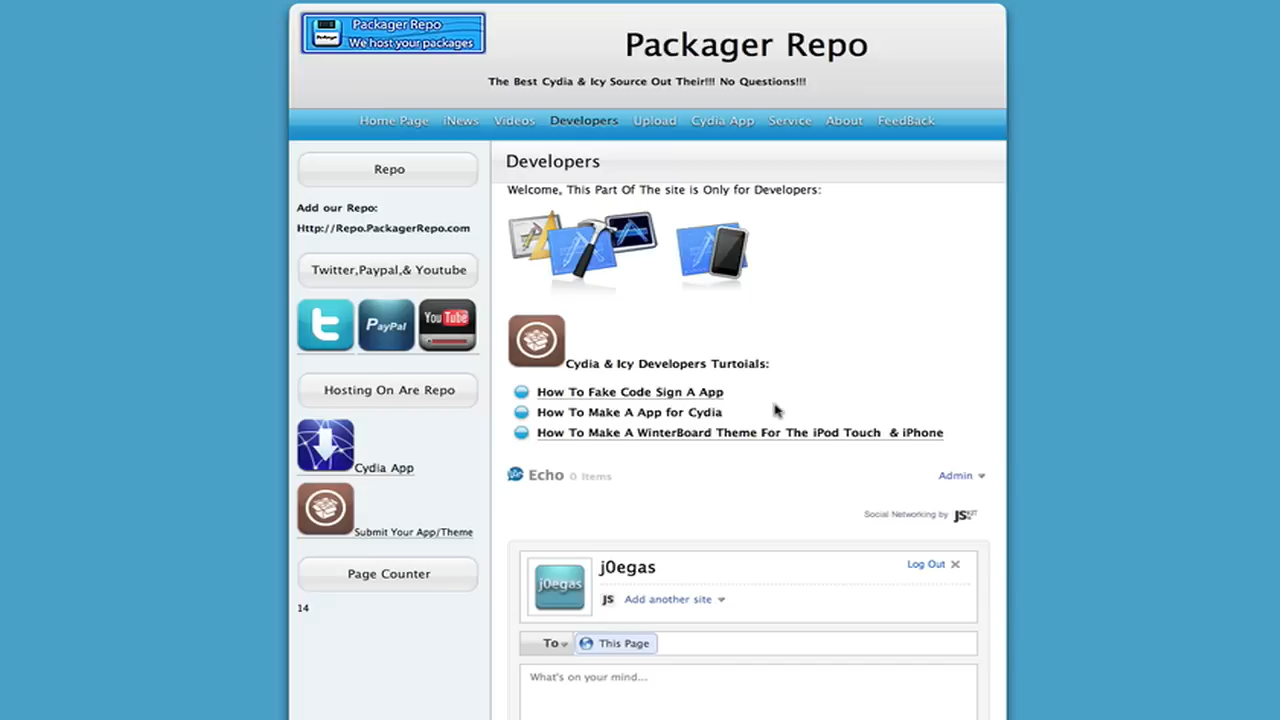 Packager Repo
We host your packages
Packager Repo
The Best Cydia & Icy Source Out Their!!! No Questions!!!
Home Page iNews Videos Developers Upload Cydia App Service About FeedBack
Repo
Add our Repo:
Http://Repo.PackagerRepo.com
Twitter,Paypal,& Youtube
PayPal
You Tube
Hosting On Are Repo
Cydia App
Submit Your App/Theme
Page Counter
14
Developers
Welcome, This Part Of The site is Only for Developers:
Cydia & Icy Developers Turtoials:
How To Fake Code Sign A App
How To Make A App for Cydia
How To Make A WinterBoard Theme For The iPod Touch & iPhone
Echo 0 Items
Admin
Social Networking by JS-KIT
j0egas
j0egas
Log Out
JS Add another site
To This Page
What's on your mind...